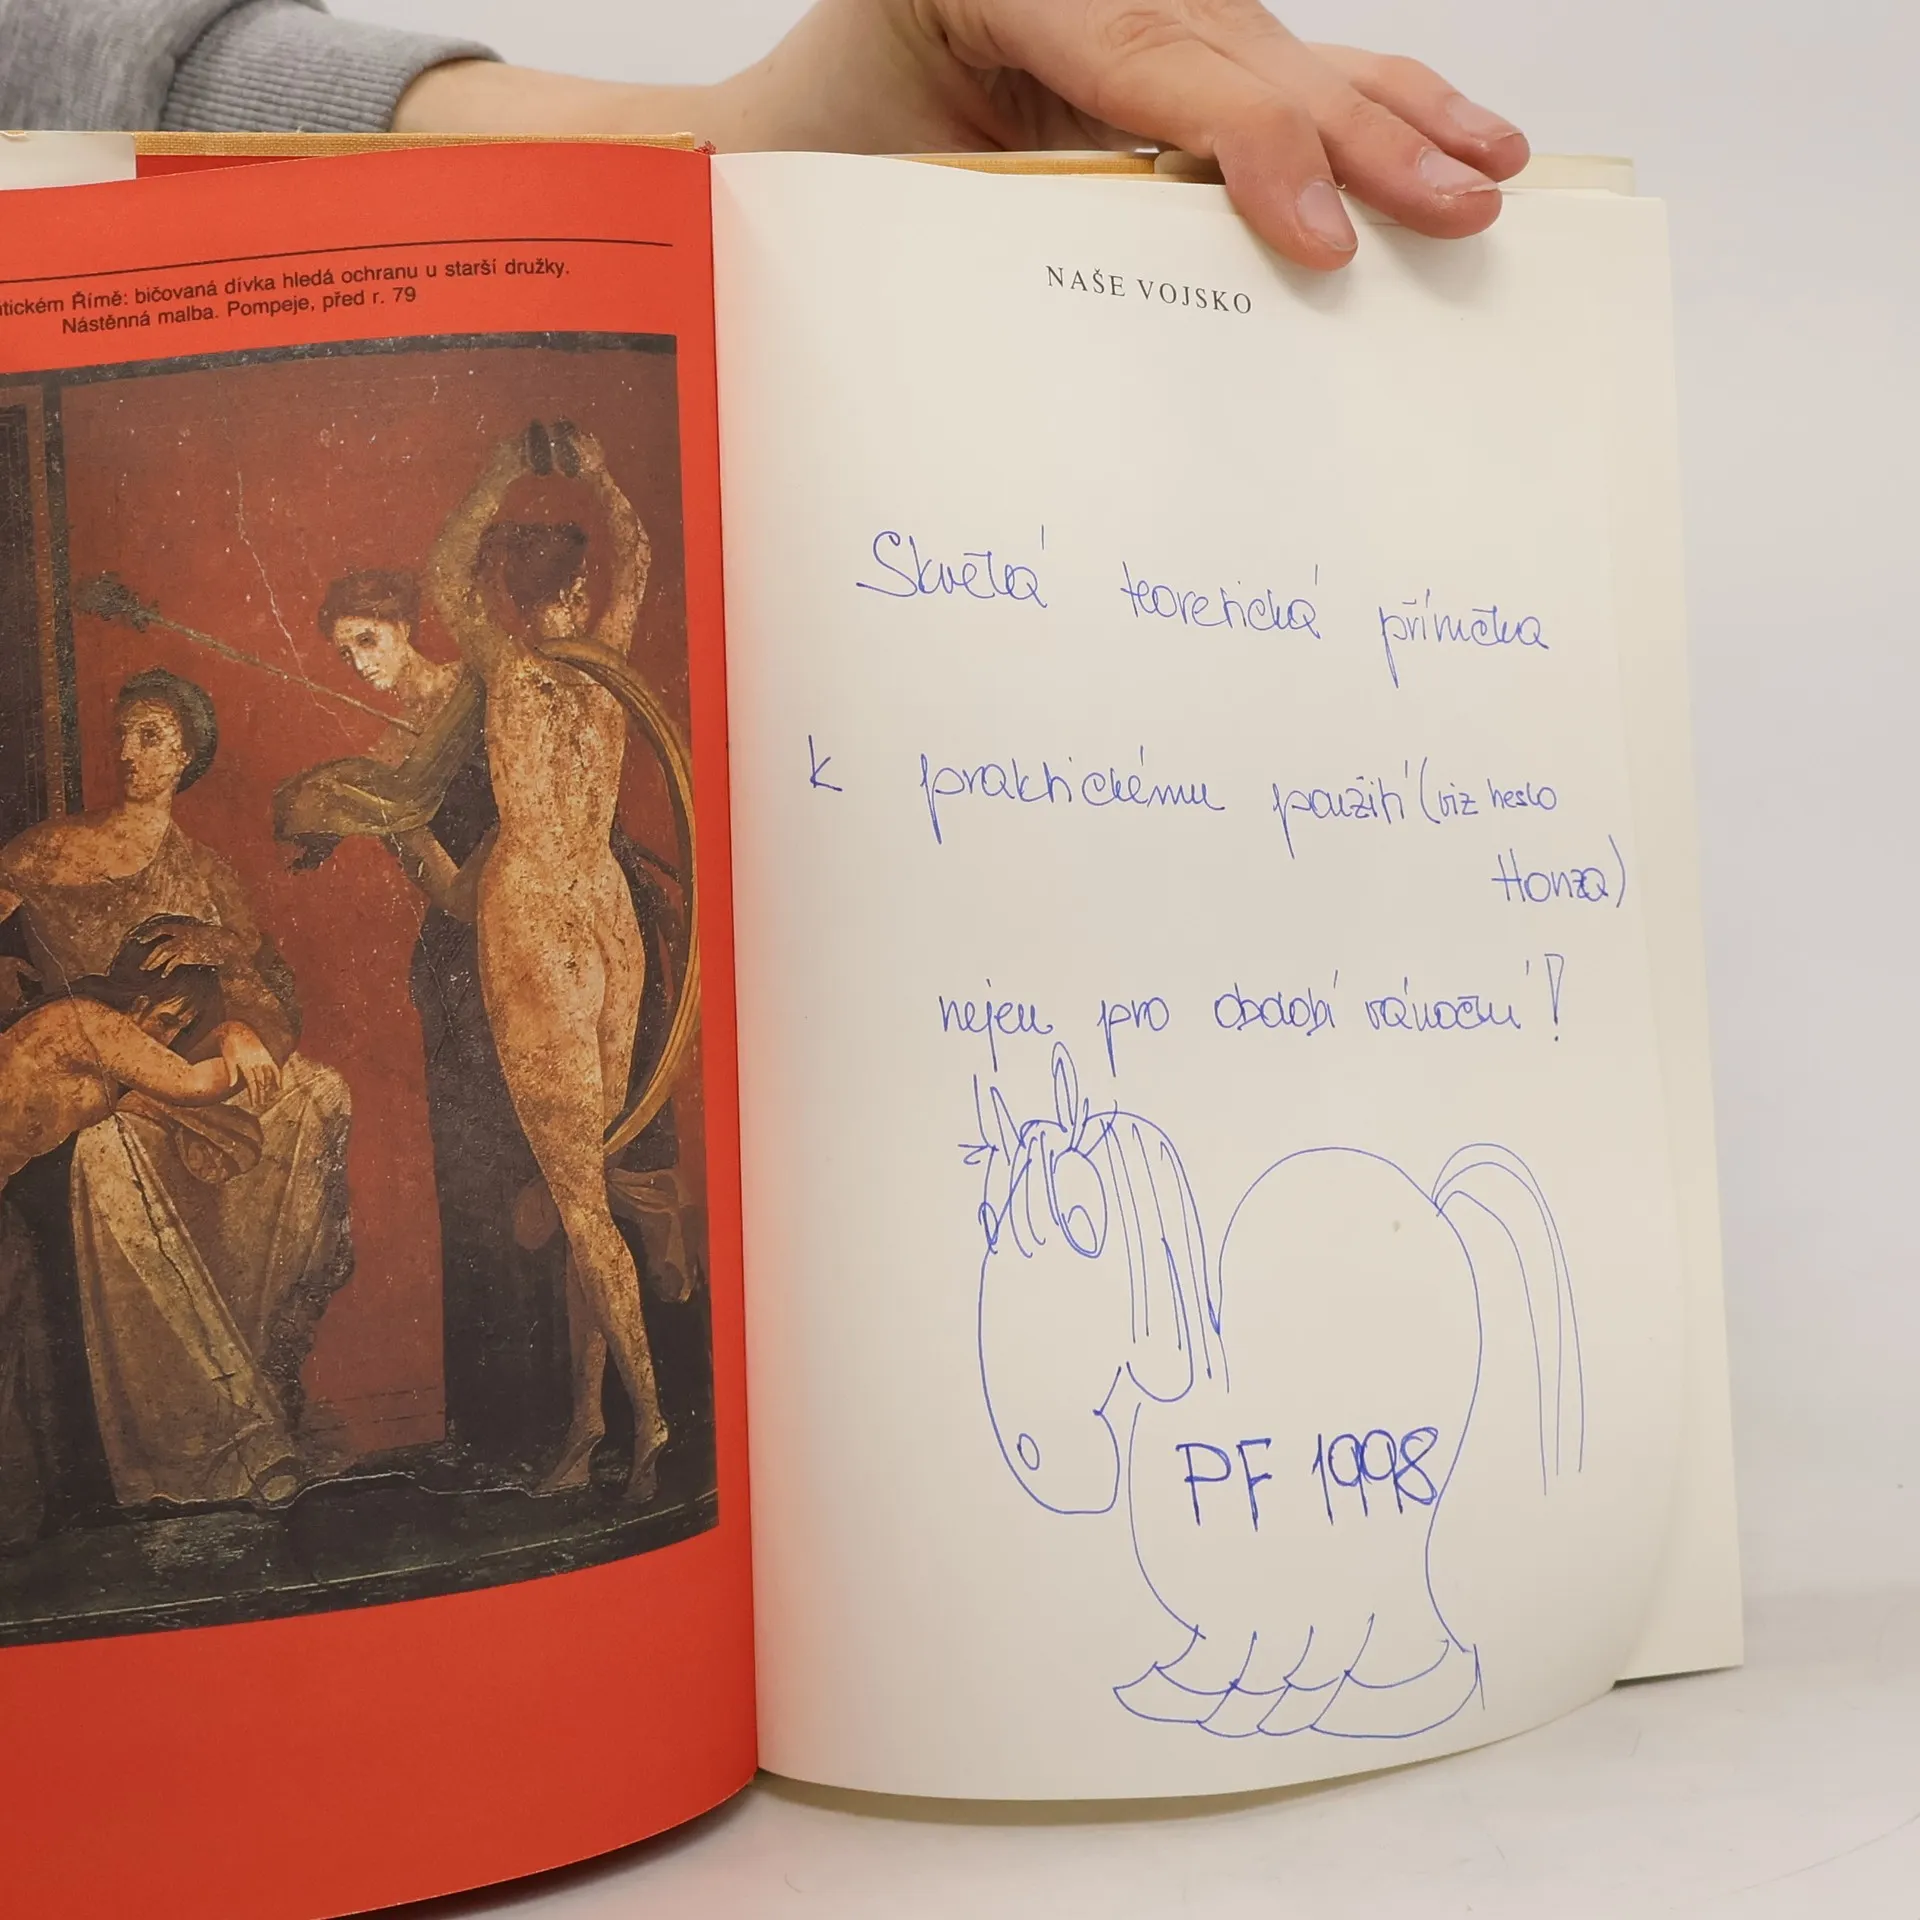 ntickém Římě: bičovaná dívka hledá ochranu u starší družky.
Nástěnná malba. Pompeje, před r. 79
NAŠE VOJSKO
Skvělá teoretická příručka
k praktickému použití (viz heslo
Honza)
nejen pro období vánoční!
PF 1998